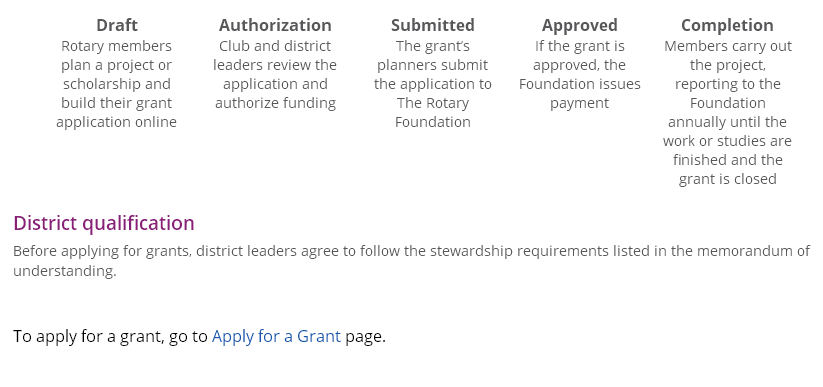 Draft
Rotary members
plan a project or
scholarship and
build their grant
application online
Authorization
Club and district
leaders review the
application and
authorize funding
Submitted
The grant's
planners submit
the application to
The Rotary
Foundation
Approved
If the grant is
approved, the
Foundation issues
payment
Completion
Members carry out
the project,
reporting to the
Foundation
annually until the
work or studies are
finished and the
grant is closed
District qualification
Before applying for grants, district leaders agree to follow the stewardship requirements listed in the memorandum of
understanding.
To apply for a grant, go to Apply for a Grant page.